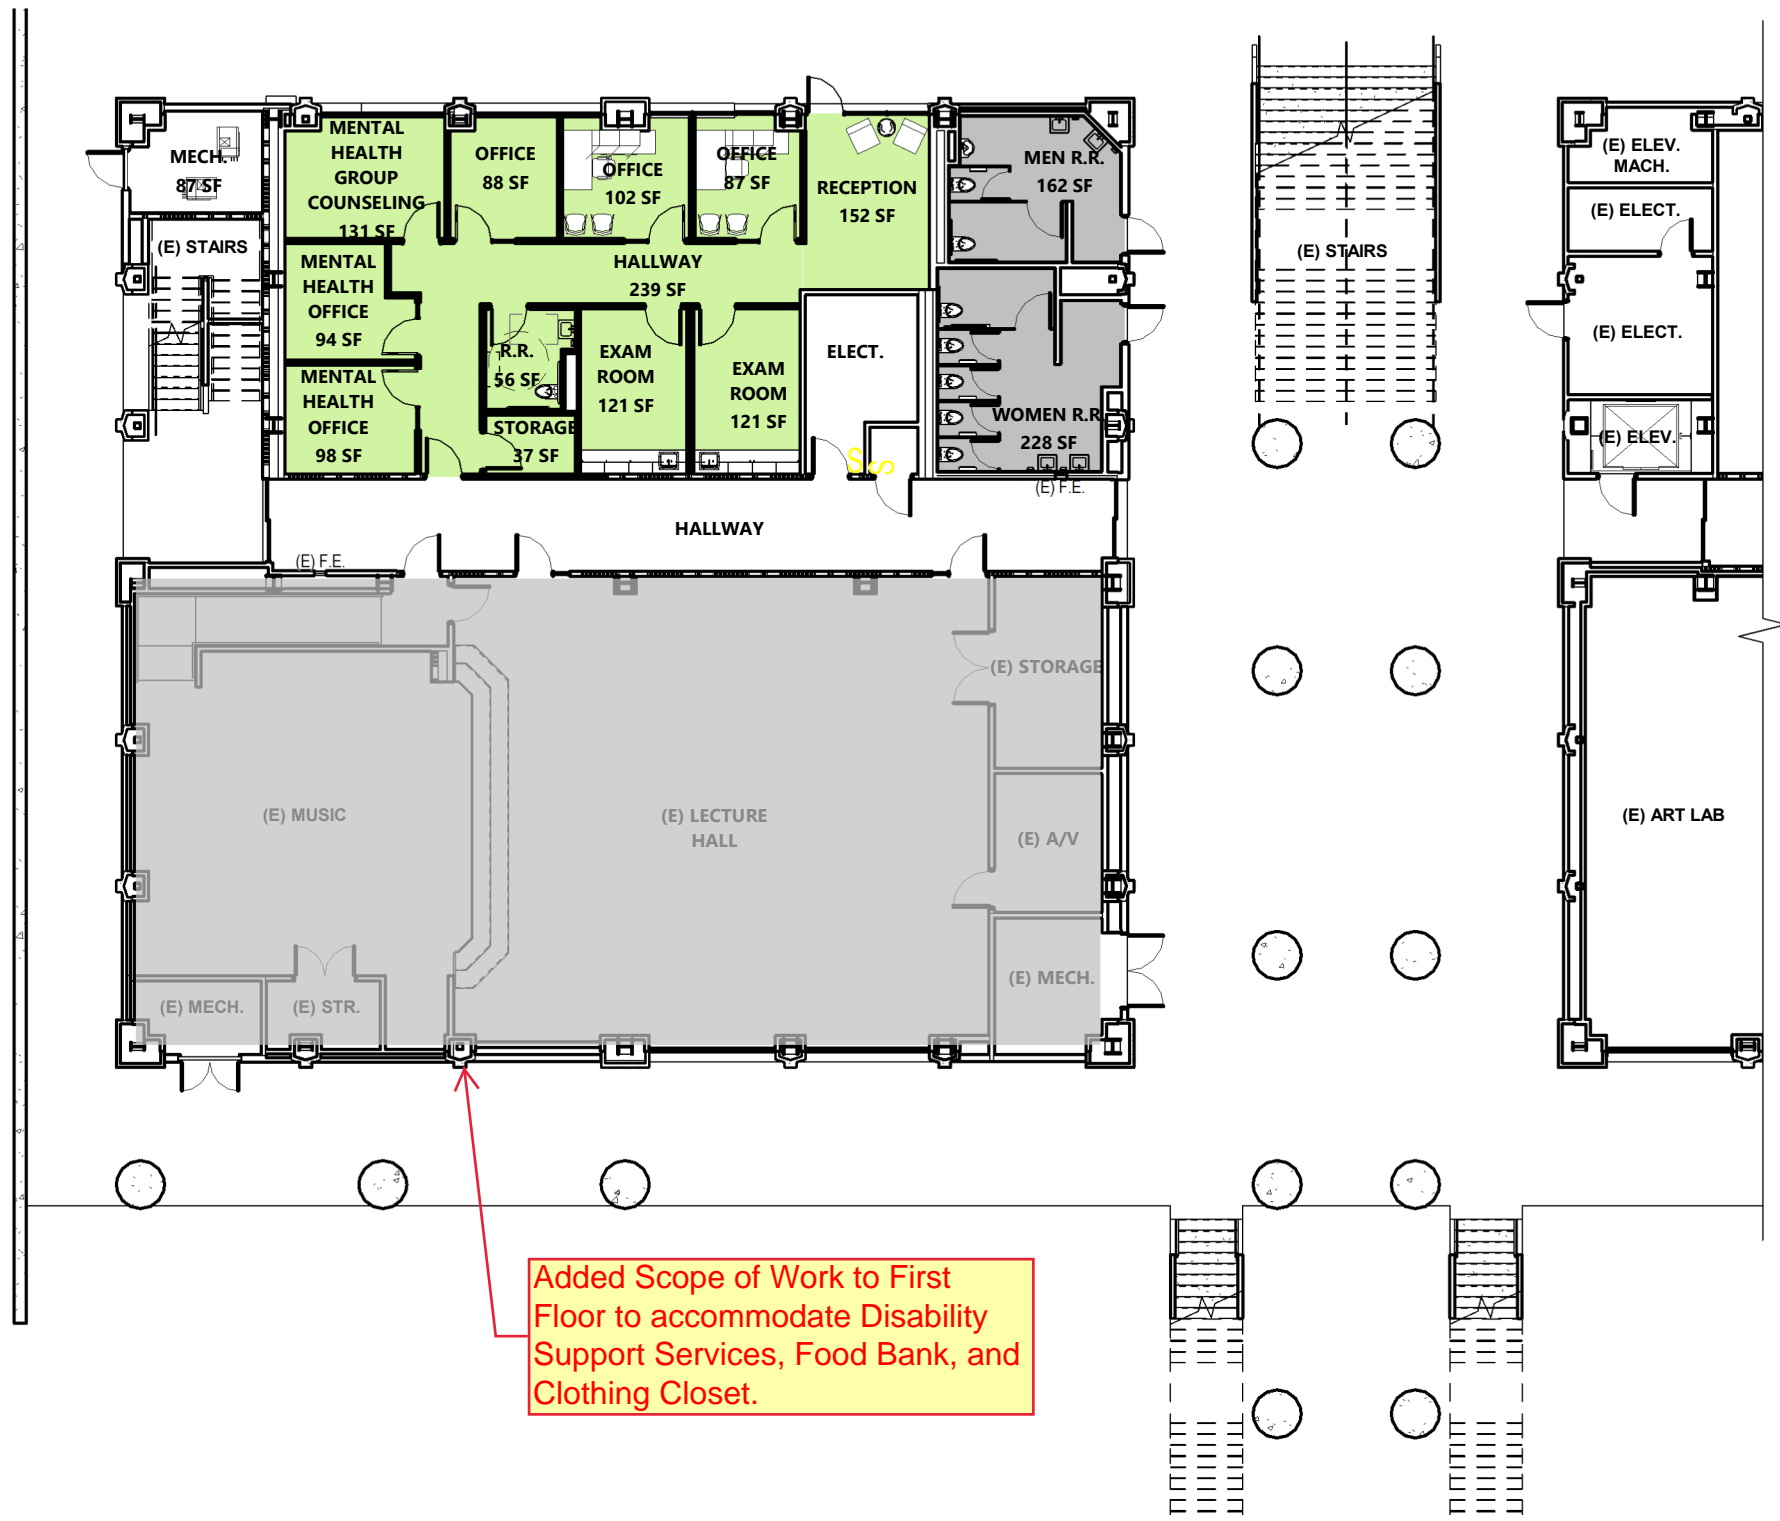 MENTAL
HEALTH
GROUP
COUNSELING
131 SF
MECH.
87 SF
OFFICE
88 SF
OFFICE
102 SF
OFFICE
87 SF
RECEPTION
152 SF
MEN R.R.
162 SF
(E) STAIRS
(E) ELEV.
MACH.
(E) ELECT.
(E) STAIRS
MENTAL
HEALTH
OFFICE
94 SF
HALLWAY
239 SF
(E) ELECT.
R.R.
56 SF
EXAM
ROOM
121 SF
EXAM
ROOM
121 SF
ELECT.
MENTAL
HEALTH
OFFICE
98 SF
STORAGE
37 SF
S
S
WOMEN R.R.
228 SF
(E) ELEV.
(E) F.E.
HALLWAY
(E) F.E.
(E) STORAGE
(E) MUSIC
(E) LECTURE
HALL
(E) A/V
(E) ART LAB
(E) MECH.
(E) STR.
(E) MECH.
Added Scope of Work to First
Floor to accommodate Disability
Support Services, Food Bank, and
Clothing Closet.